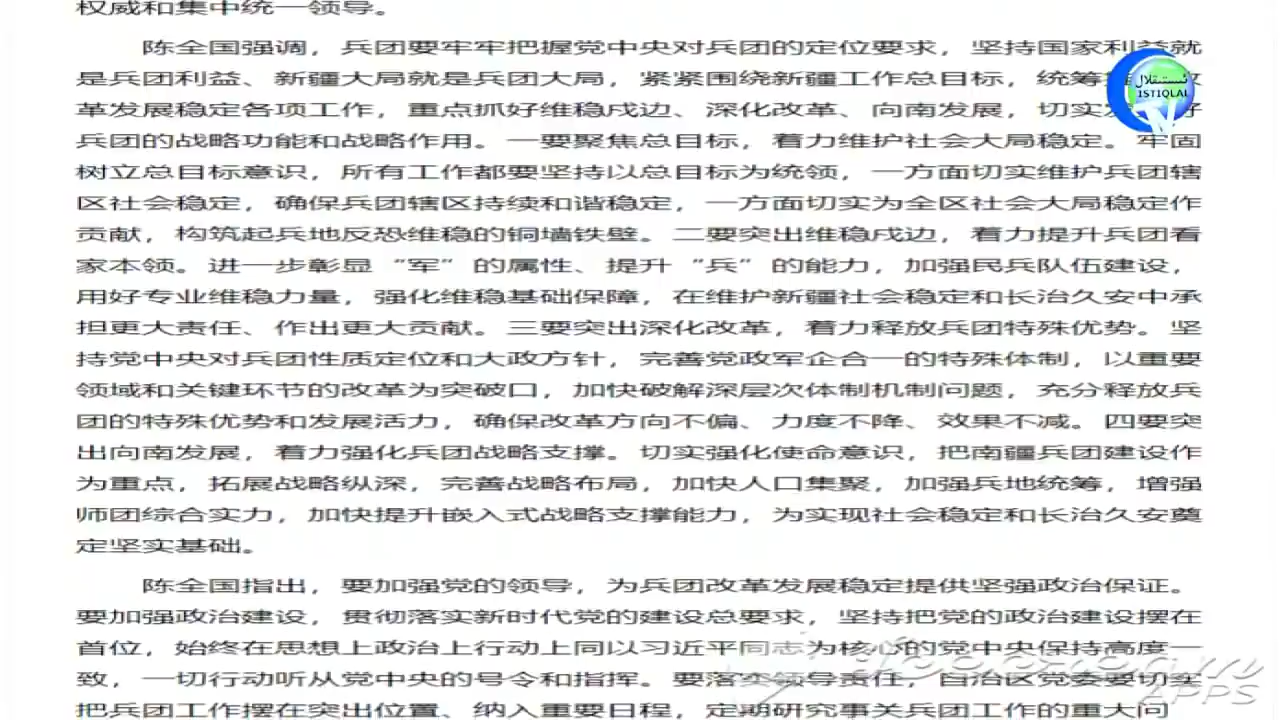 权威和集中统一领导。
陈全国强调，兵团要牢牢把握党中央对兵团的定位要求，坚持国家利益就
是兵团利益、新疆大局就是兵团大局，紧紧围绕新疆工作总目标，统筹
革发展稳定各项工作，重点抓好维稳戍边、深化改革、向南发展，切实发 好
兵团的战略功能和战略作用。一要聚焦总目标，着力维护社会大局稳定。牢固
树立总目标意识，所有工作都要坚持以总目标为统领，一方面切实维护兵团辖
区社会稳定，确保兵团辖区持续和谐稳定，一方面切实为全区社会大局稳定作
贡献，构筑起兵地反恐维稳的铜墙铁壁。二要突出维稳戍边，着力提升兵团看
家本领。进一步彰显“军”的属性、提升“兵”的能力，加强民兵队伍建设，
用好专业维稳力量，强化维稳基础保障，在维护新疆社会稳定和长治久安中承
担更大责任、作出更大贡献。三要突出深化改革，着力释放兵团特殊优势。坚
持党中央对兵团性质定位和大政方针，完善党政军企合一的特殊体制，以重要
领域和关键环节的改革为突破口，加快破解深层次体制机制问题，充分释放兵
团的特殊优势和发展活力，确保改革方向不偏、力度不降、效果不减。四要突
出向南发展，着力强化兵团战略支撑。切实强化使命意识，把南疆兵团建设作
为重点，拓展战略纵深，完善战略布局，加快人口集聚，加强兵地统筹，增强
师团综合实力，加快提升嵌入式战略支撑能力，为实现社会稳定和长治久安奠
定坚实基础。
陈全国指出，要加强党的领导，为兵团改革发展稳定提供坚强政治保证。
要加强政治建设，贯彻落实新时代党的建设总要求，坚持把党的政治建设摆在
首位，始终在思想上政治上行动上同以习近平同志为核心的党中央保持高度一
致，一切行动听从党中央的号令和指挥。要落实领导责任，自治区党委要切实
把兵团工作摆在突出位置、纳入重要日程，定期研究事关兵团工作的重大问
ئىستىقلال
ISTIQLAL
TV
APPS